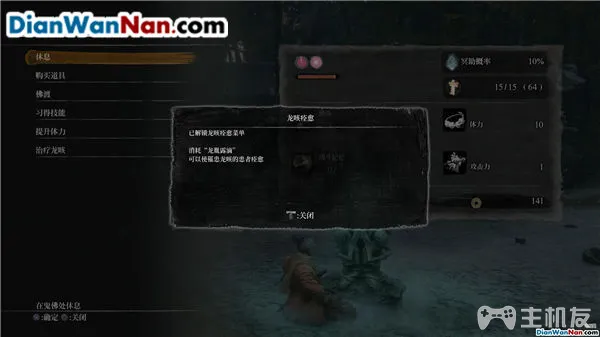 DianWanNan.com
休息
购买道具
佛渡
习得技能
提升体力
治疗龙咳
冥助概率 10%
15/15 (64)
体力 10
攻击力 1
141
龙咳痊愈
已解锁龙咳痊愈菜单
消耗“龙胤露滴”
可以使罹患龙咳的患者痊愈
:关闭
在鬼佛处休息
:确定 :关闭
DianWanNan.com
主机友
DianWanNan.com